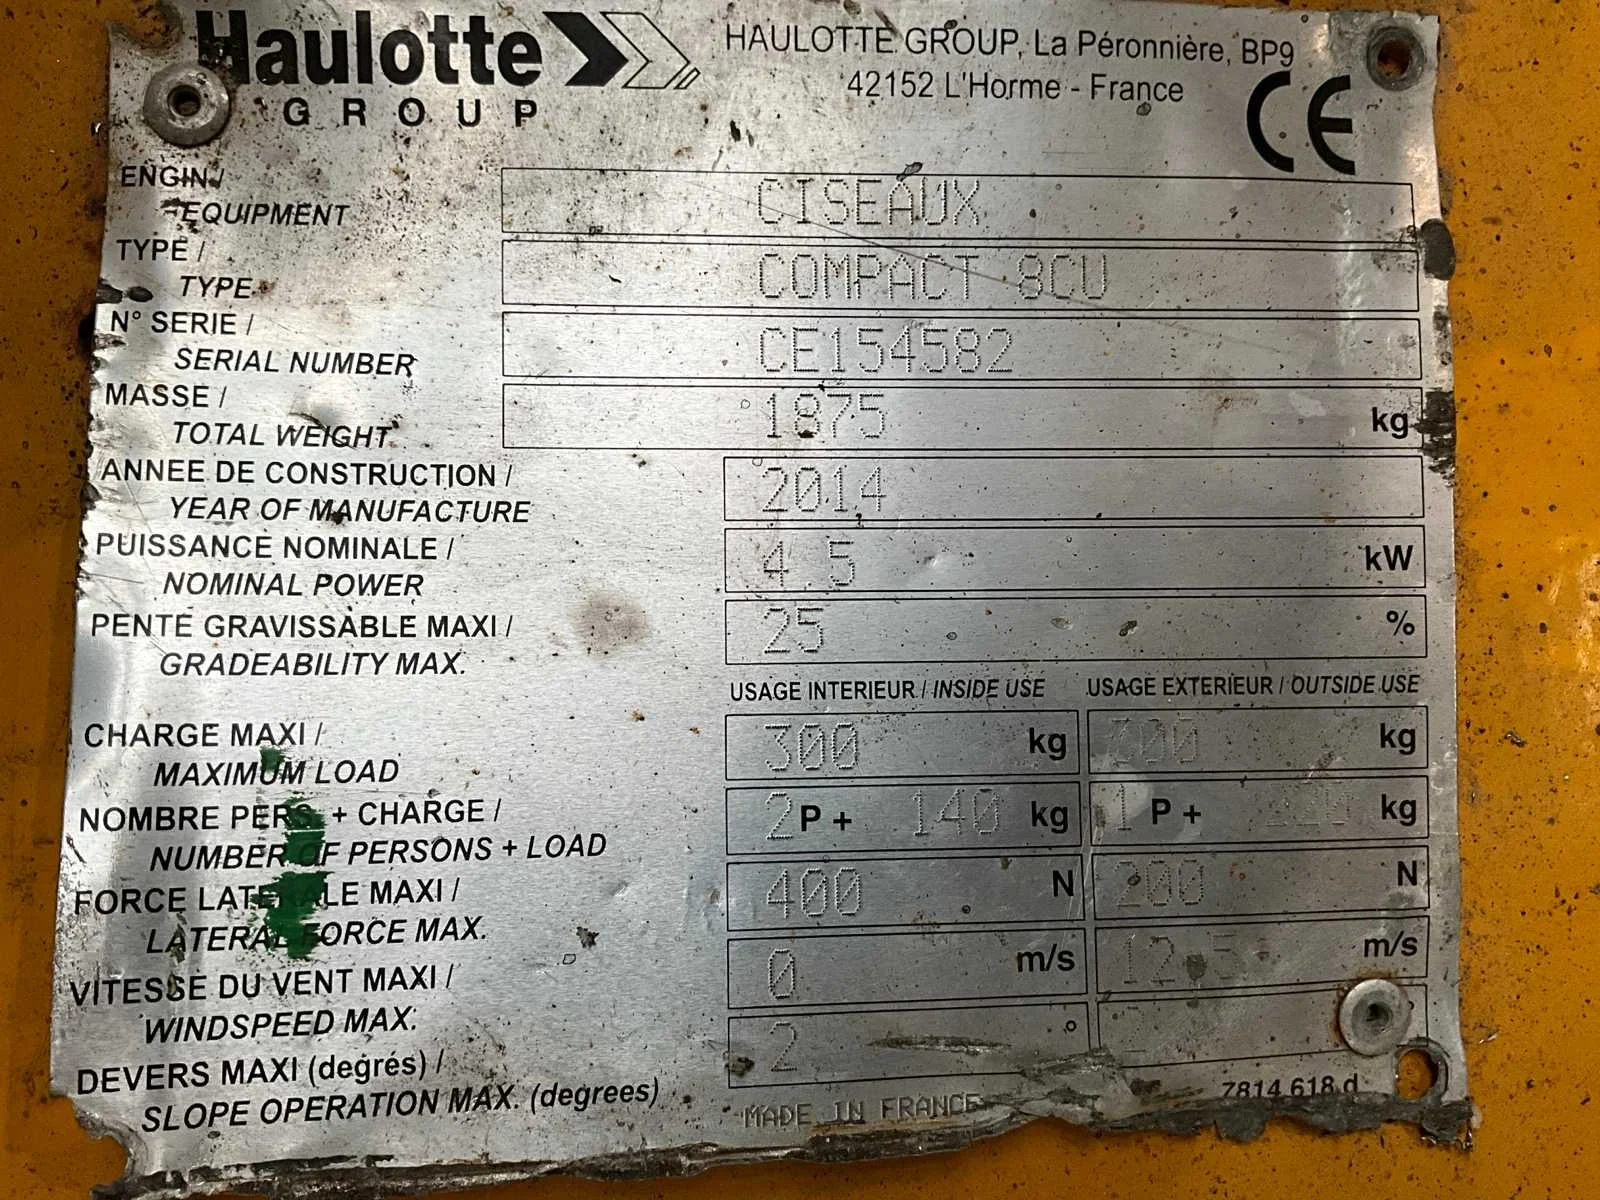 Haulotte
GROUP
HAULOTTE GROUP, La Péronnière, BP9
42152 L'Horme - France
CE
ENGIN / CISEAUX
EQUIPMENT
TYPE / COMPACT 8CU
TYPE
N° SERIE / CE154582
SERIAL NUMBER
MASSE / 1875 kg
TOTAL WEIGHT
ANNEE DE CONSTRUCTION / 2014
YEAR OF MANUFACTURE
PUISSANCE NOMINALE / 4.5 kW
NOMINAL POWER
PENTE GRAVISSABLE MAXI / 25 %
GRADEABILITY MAX.
USAGE INTERIEUR / INSIDE USE USAGE EXTERIEUR / OUTSIDE USE
CHARGE MAXI / 300 kg kg
MAXIMUM LOAD
NOMBRE PERS. + CHARGE / 2 P + 140 kg 1 P + kg
NUMBER OF PERSONS + LOAD
FORCE LATERALE MAXI / 400 N 200 N
LATERAL FORCE MAX.
VITESSE DU VENT MAXI / 0 m/s 12.5 m/s
WINDSPEED MAX.
DEVERS MAXI (degrés) / 2 °
SLOPE OPERATION MAX. (degrees)
MADE IN FRANCE
7814 618 d